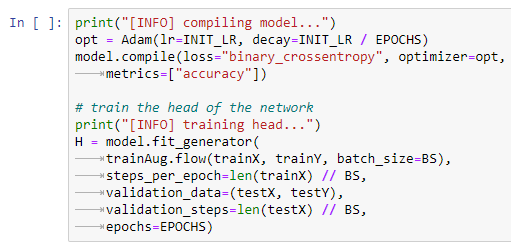 In [ ]:
print("[INFO] compiling model...")
opt = Adam(lr=INIT_LR, decay=INIT_LR / EPOCHS)
model.compile(loss="binary_crossentropy", optimizer=opt,
metrics=["accuracy"])
# train the head of the network
print("[INFO] training head...")
H = model.fit_generator(
trainAug.flow(trainX, trainY, batch_size=BS),
steps_per_epoch=len(trainX) // BS,
validation_data=(testX, testY),
validation_steps=len(testX) // BS,
epochs=EPOCHS)